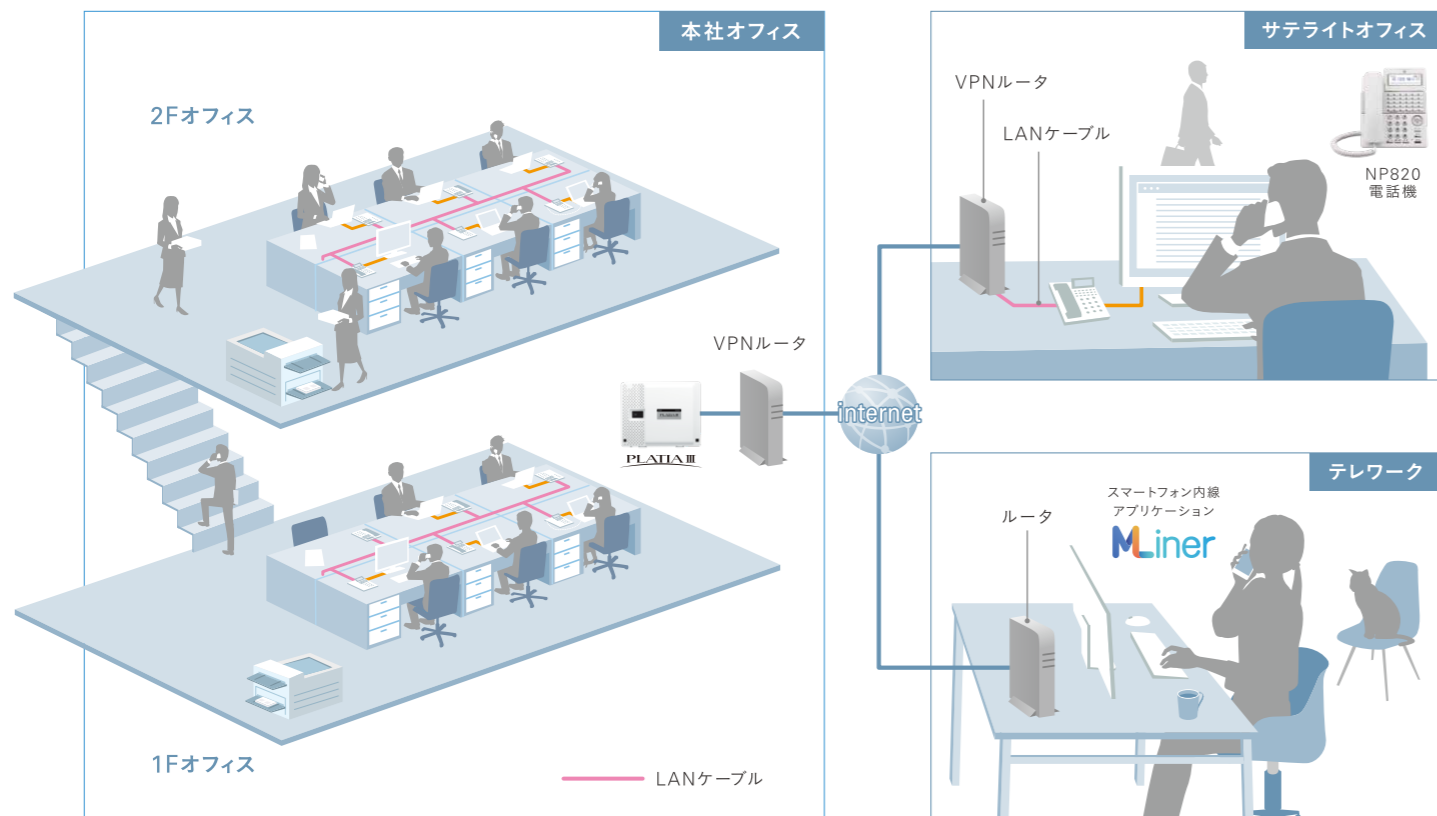 本社オフィス
2Fオフィス
VPNルータ
PLATIA III
internet
1Fオフィス
LANケーブル
サテライトオフィス
VPNルータ
LANケーブル
NP820
電話機
テレワーク
スマートフォン内線
アプリケーション
MLiner
ルータ